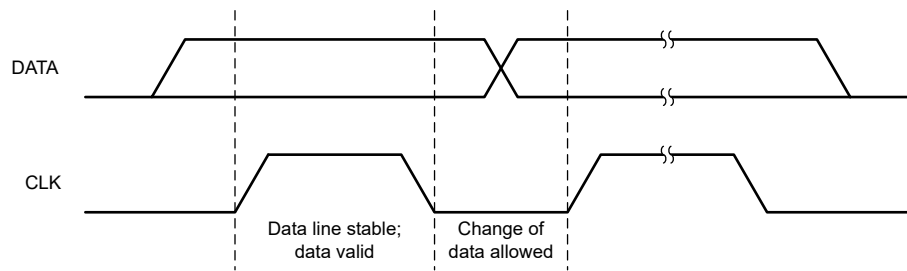 DATA
CLK
Data line stable;
data valid
Change of
data allowed